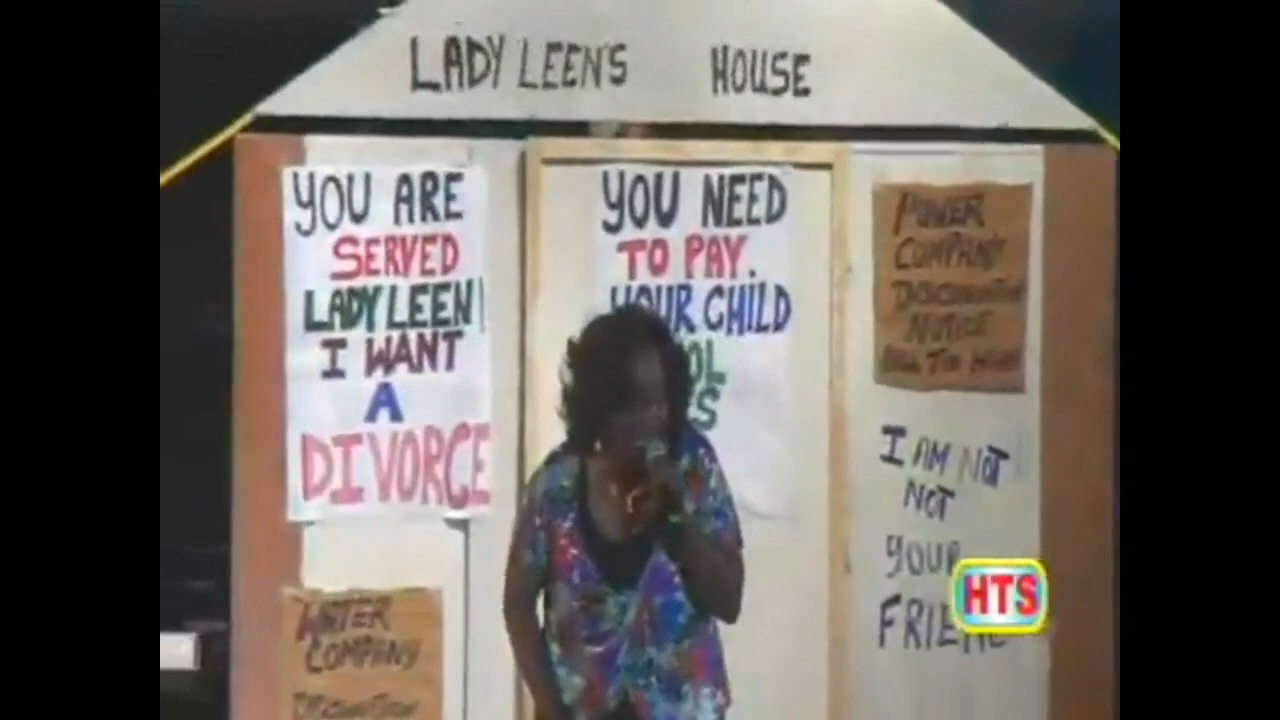 LADY LEEN'S HOUSE
YOU ARE
SERVED
LADY LEEN
I WANT
A
DIVORCE
YOU NEED
TO PAY.
YOUR CHILD
POWER
COMPANY
NOTICE
I AM NOT
NOT
YOUR
FRIEND
WATER
COMPANY
HTS